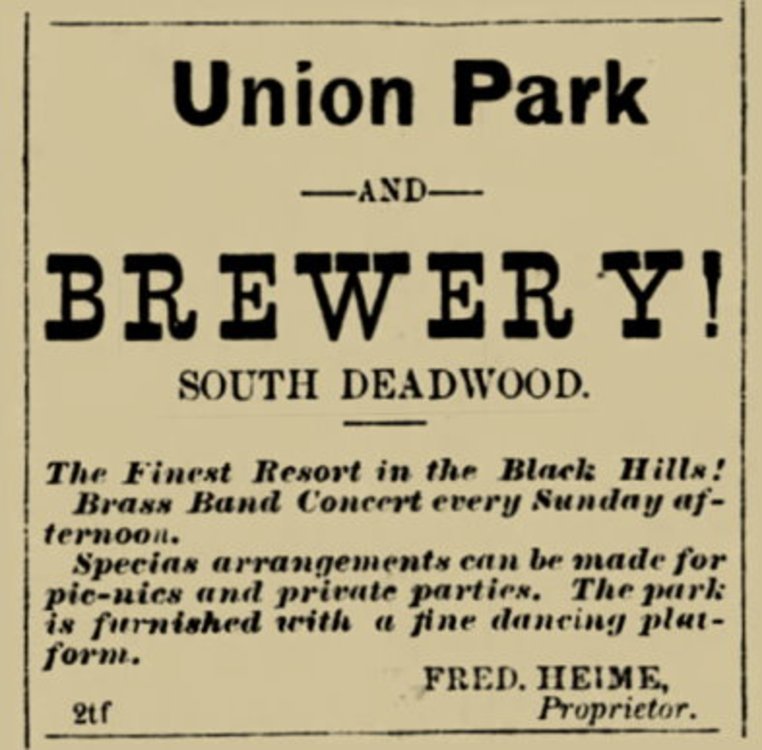 Union Park
—AND—
BREWERY!
SOUTH DEADWOOD.
The Finest Resort in the Black Hills!
Brass Band Concert every Sunday af-
ternoon.
Specias arrangements can be made for
pic-nics and private parties. The park
is furnished with a fine dancing plat-
form.
FRED. HEIME,
2tf Proprietor.